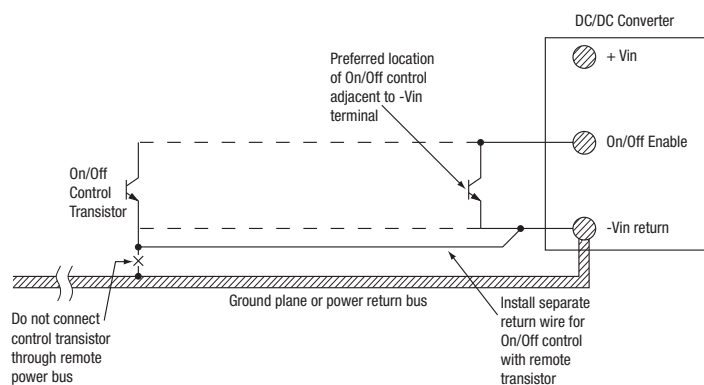 DC/DC Converter
+ Vin
Preferred location
of On/Off control
adjacent to -Vin
terminal
On/Off Enable
On/Off
Control
Transistor
-Vin return
Ground plane or power return bus
Do not connect
control transistor
through remote
power bus
Install separate
return wire for
On/Off control
with remote
transistor